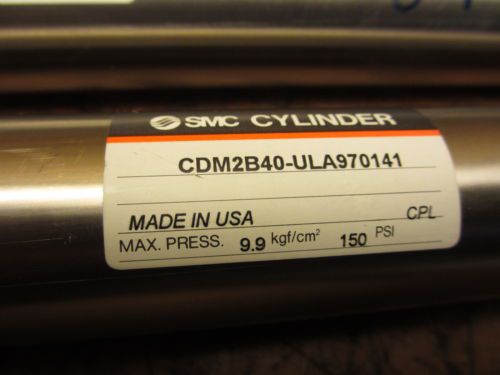 SMC CYLINDER
CDM2B40-ULA970141
MADE IN USA CPL
MAX. PRESS. 9.9 kgf/cm² 150 PSI